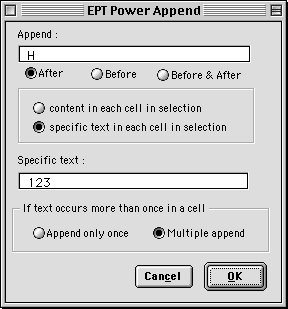 EPT Power Append
Append :
H
After Before Before & After
content in each cell in selection
specific text in each cell in selection
Specific text :
123
If text occurs more than once in a cell
Append only once Multiple append
Cancel OK